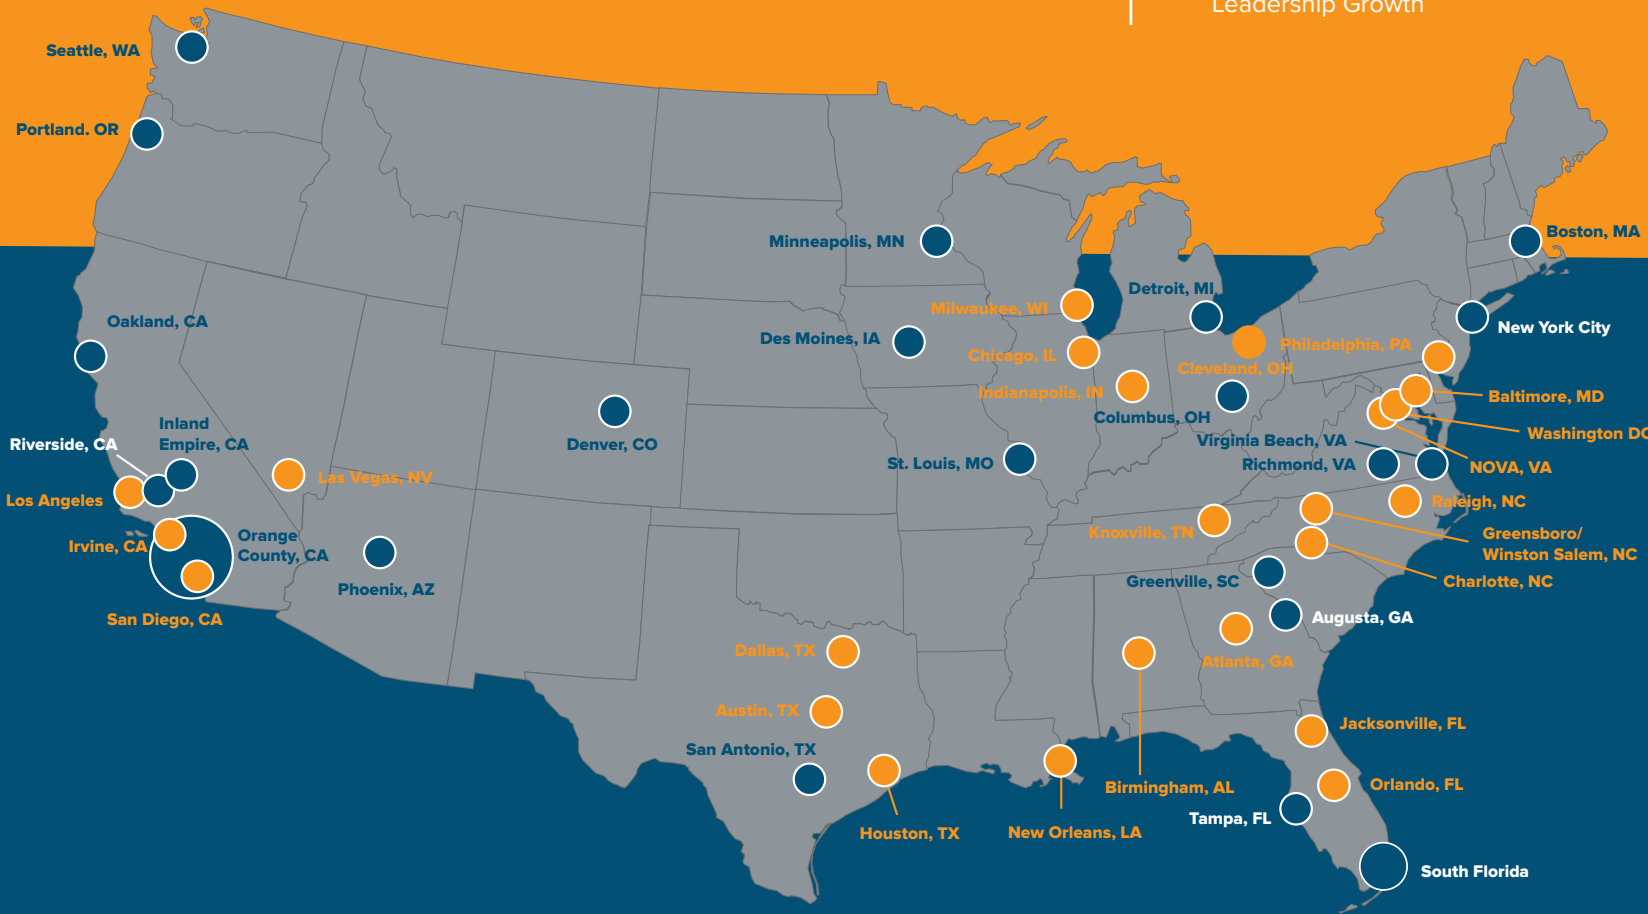 Leadership Growth
Seattle, WA
Portland. OR
Boston, MA
Minneapolis, MN
Detroit, MI
Milwaukee, WI
Oakland, CA
New York City
Des Moines, IA
Philadelphia, PA
Chicago, IL
Cleveland, OH
Indianapolis, IN
Baltimore, MD
Columbus, OH
Inland
Empire, CA
Washington DC
Riverside, CA
Denver, CO
Virginia Beach, VA
St. Louis, MO
Richmond, VA
NOVA, VA
Las Vegas, NV
Los Angeles
Raleigh, NC
Knoxville, TN
Greensboro/
Winston Salem, NC
Irvine, CA
Orange
County, CA
Phoenix, AZ
Greenville, SC
Charlotte, NC
San Diego, CA
Augusta, GA
Dallas, TX
Atlanta, GA
Austin, TX
Jacksonville, FL
San Antonio, TX
Birmingham, AL
Orlando, FL
Tampa, FL
Houston, TX
New Orleans, LA
South Florida